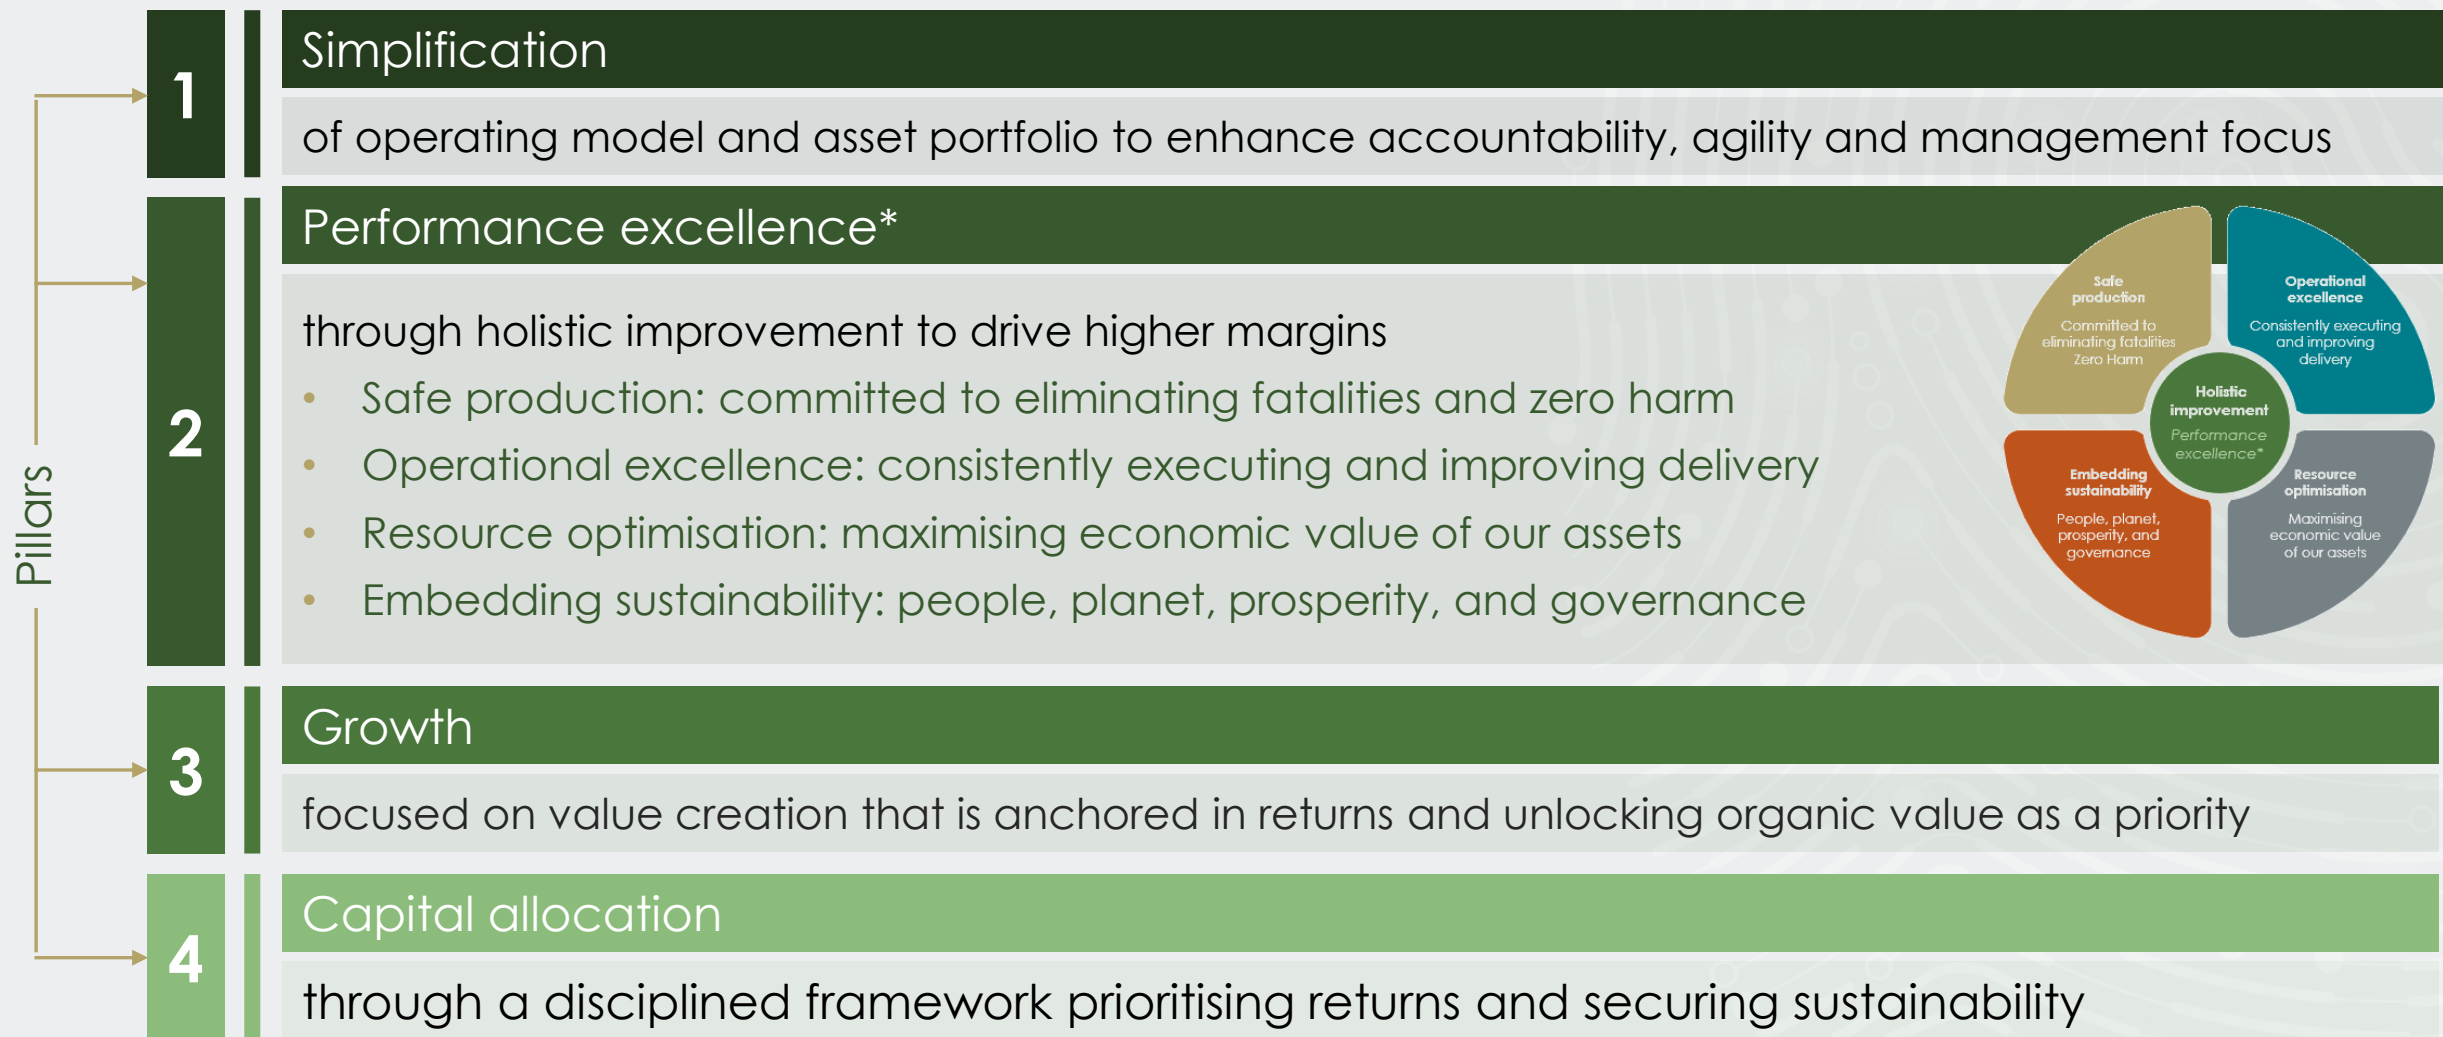 Pillars
1
Simplification
of operating model and asset portfolio to enhance accountability, agility and management focus
2
Performance excellence*
through holistic improvement to drive higher margins
• Safe production: committed to eliminating fatalities and zero harm
• Operational excellence: consistently executing and improving delivery
• Resource optimisation: maximising economic value of our assets
• Embedding sustainability: people, planet, prosperity, and governance
Safe
production
Committed to
eliminating fatalities
Zero Harm
Operational
excellence
Consistently executing
and improving
delivery
Holistic
improvement
Performance
excellence*
Embedding
sustainability
People, planet,
prosperity, and
governance
Resource
optimisation
Maximising
economic value
of our assets
3
Growth
focused on value creation that is anchored in returns and unlocking organic value as a priority
4
Capital allocation
through a disciplined framework prioritising returns and securing sustainability